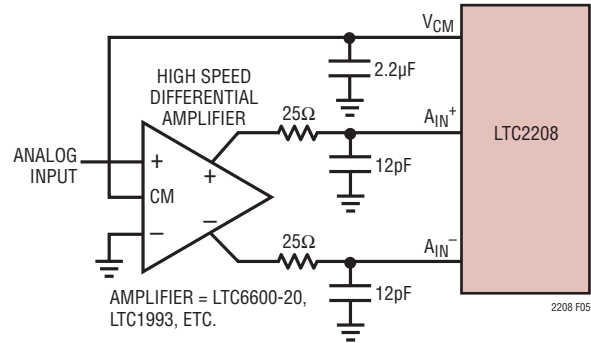 VCM
2.2µF
HIGH SPEED
DIFFERENTIAL
AMPLIFIER
25Ω
AIN+
LTC2208
ANALOG
INPUT
+
+
12pF
CM
−
−
25Ω
AIN−
12pF
AMPLIFIER = LTC6600-20,
LTC1993, ETC.
2208 F05